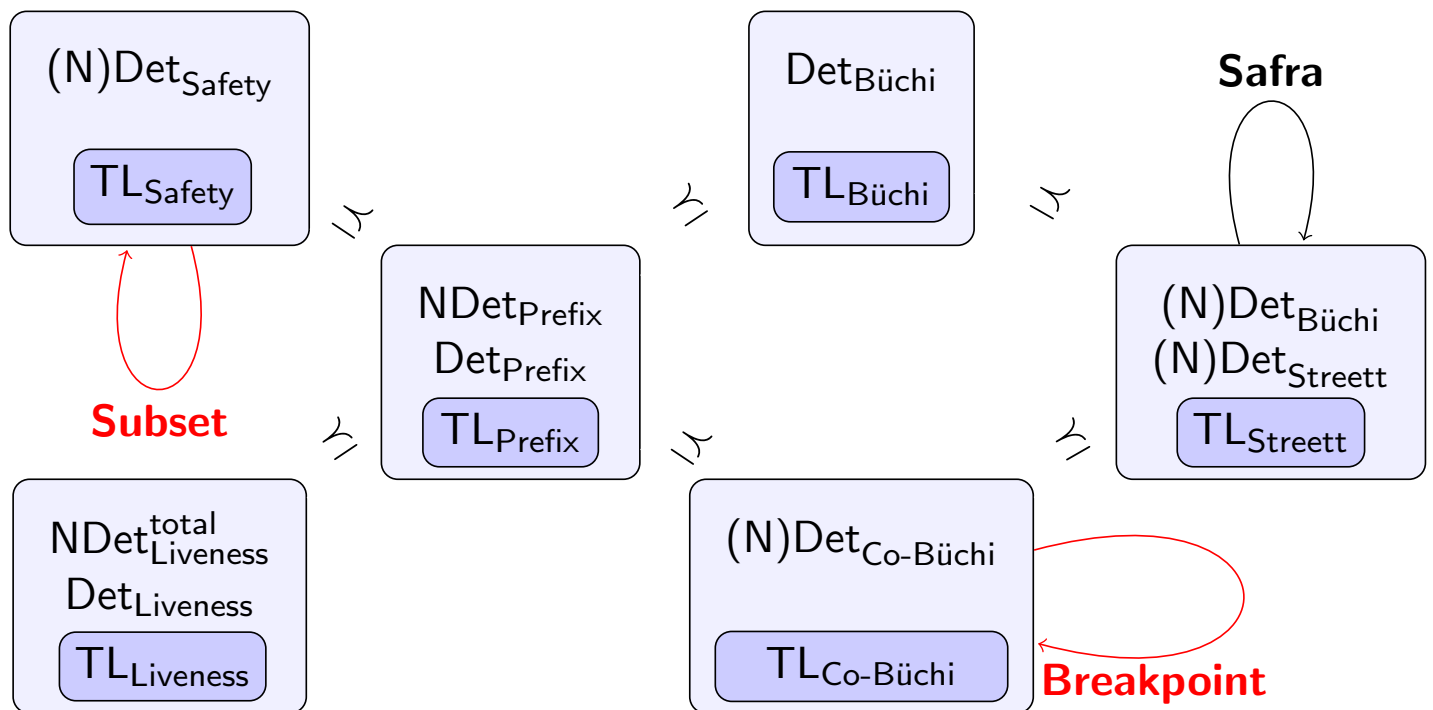 (N)Det_Safety
TL_Safety
Subset
NDet^total_Liveness
Det_Liveness
TL_Liveness
⪯
⪯
NDet_Prefix
Det_Prefix
TL_Prefix
⪯
⪯
Det_Büchi
TL_Büchi
(N)Det_Co-Büchi
TL_Co-Büchi
Breakpoint
⪯
⪯
Safra
(N)Det_Büchi
(N)Det_Streett
TL_Streett